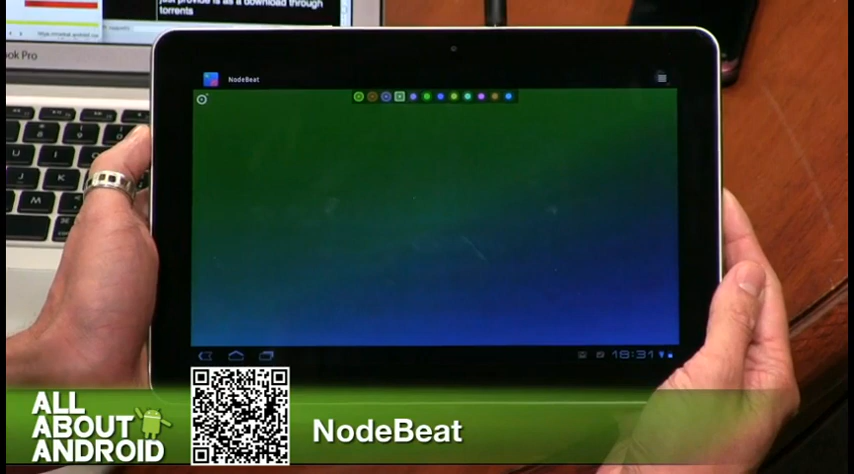 just provide is as a download through
torrents
ook Pro
NodeBeat
J
K
M
18:31
ALL
ABOUT
ANDROID
NodeBeat